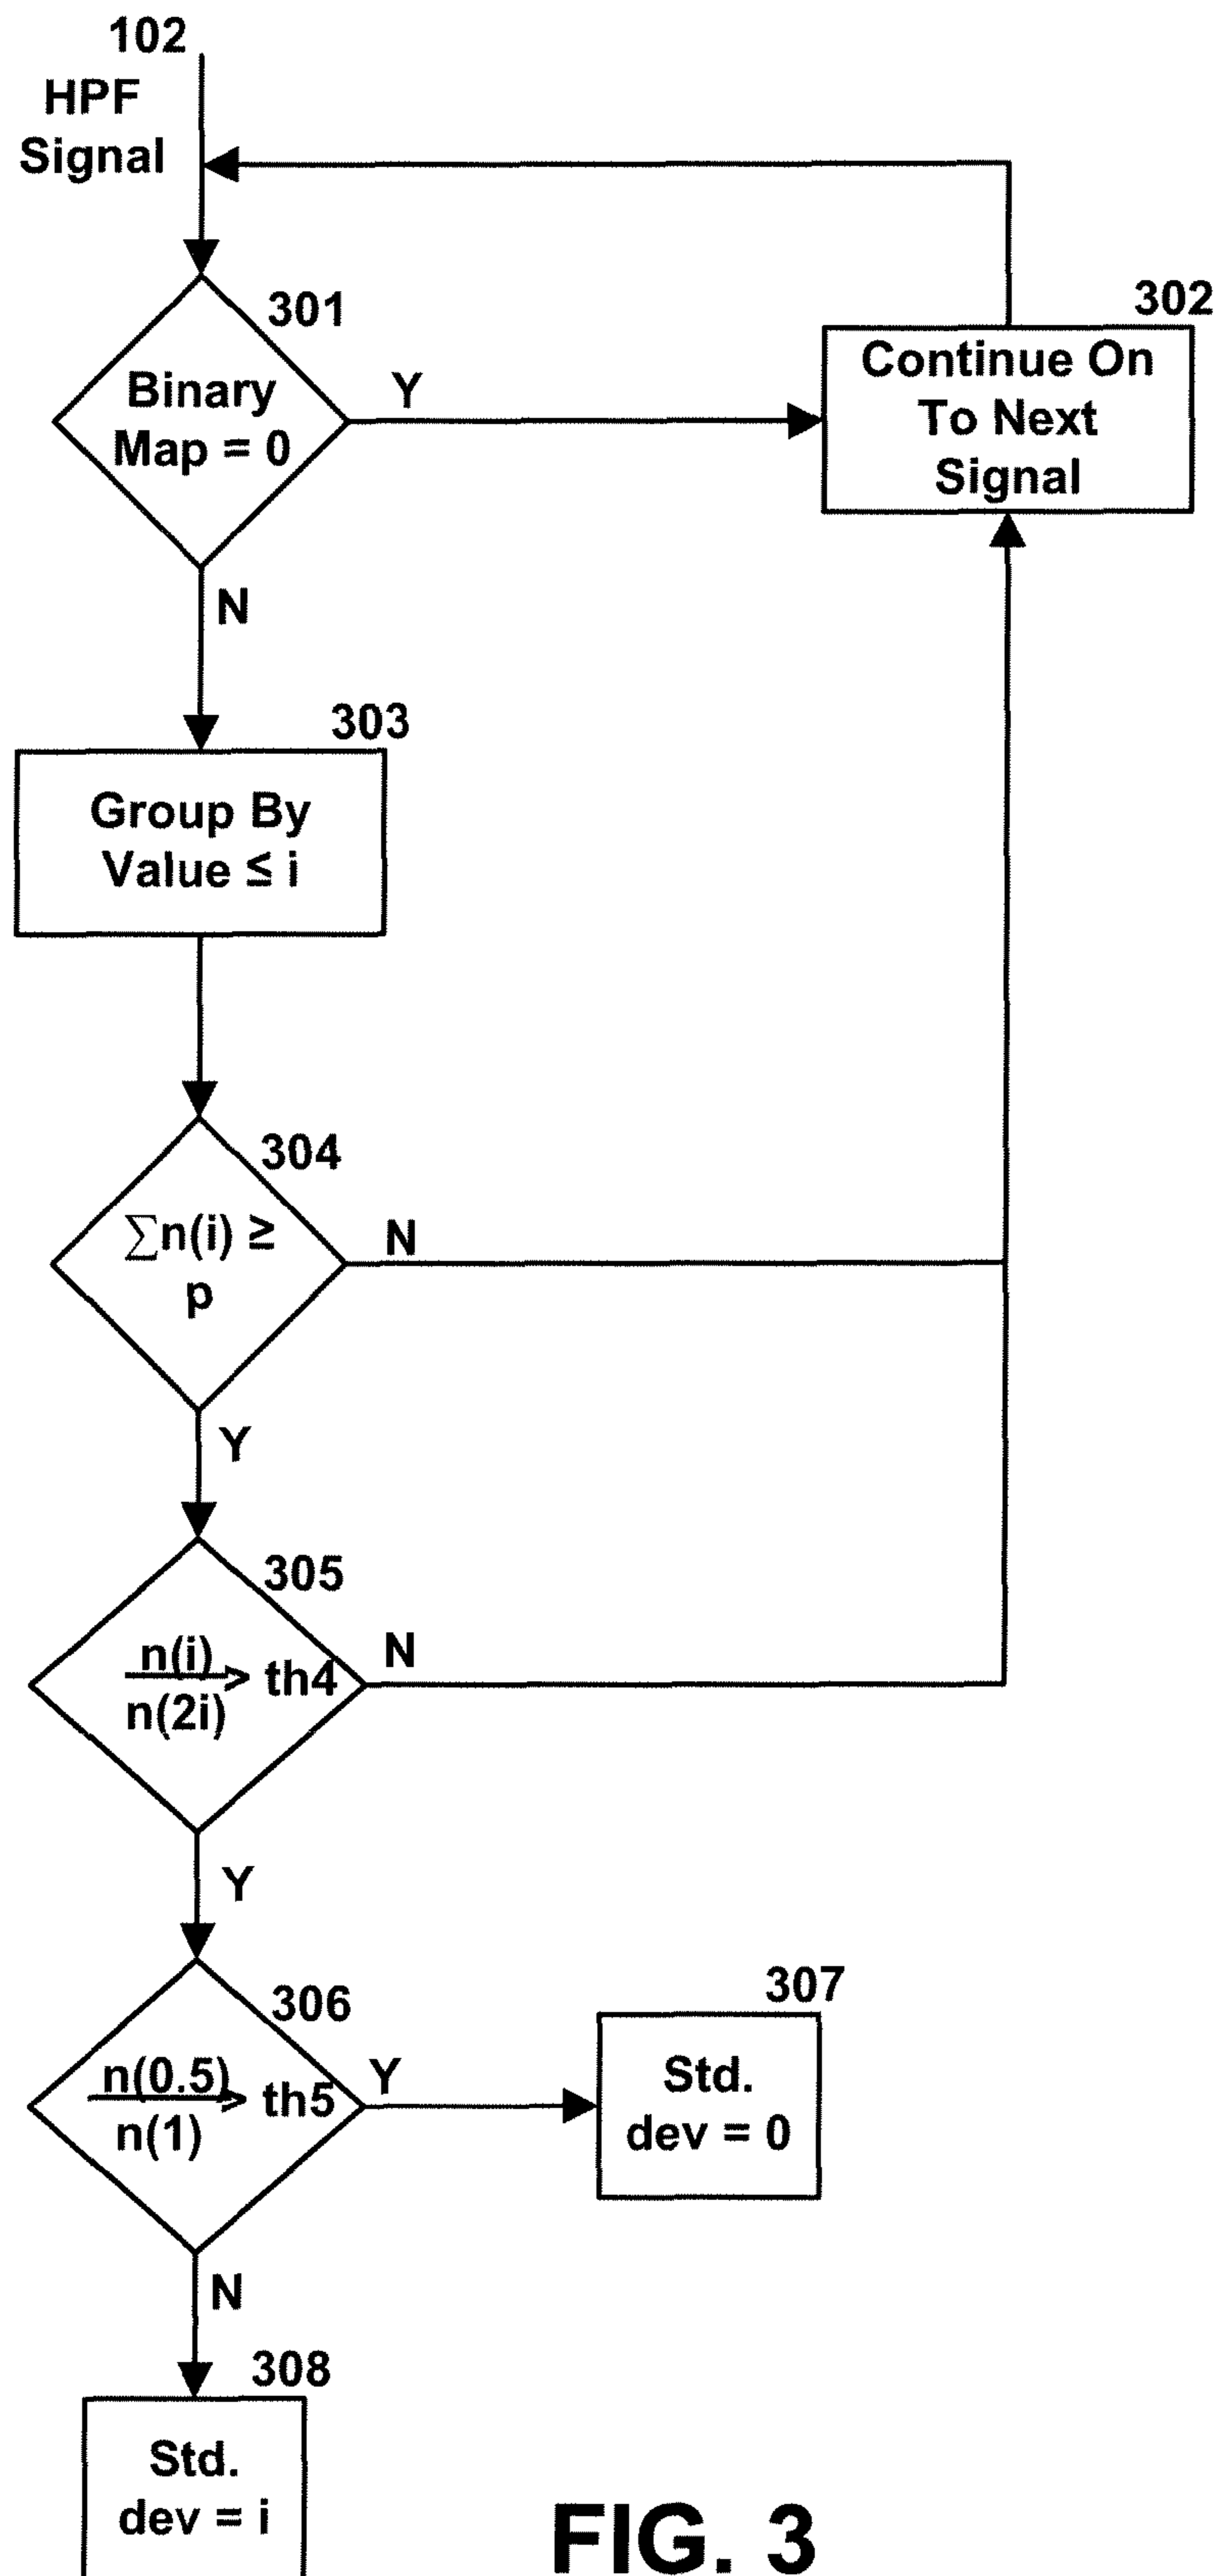 102
HPF
Signal
301
Binary
Map = 0
Y
302
Continue On
To Next
Signal
N
303
Group By
Value ≤ i
304
∑n(i) ≥
p
N
Y
305
n(i)
> th4
n(2i)
N
Y
306
n(0.5)
> th5
n(1)
Y
307
Std.
dev = 0
N
308
Std.
dev = i
FIG. 3